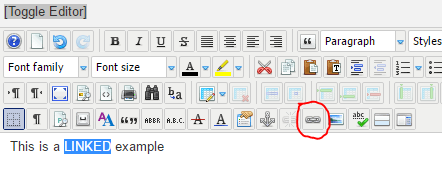 [Toggle Editor]
B I U Paragraph Styles
Font family Font size A
ABBR A.B.C. A A
abc
This is a LINKED example